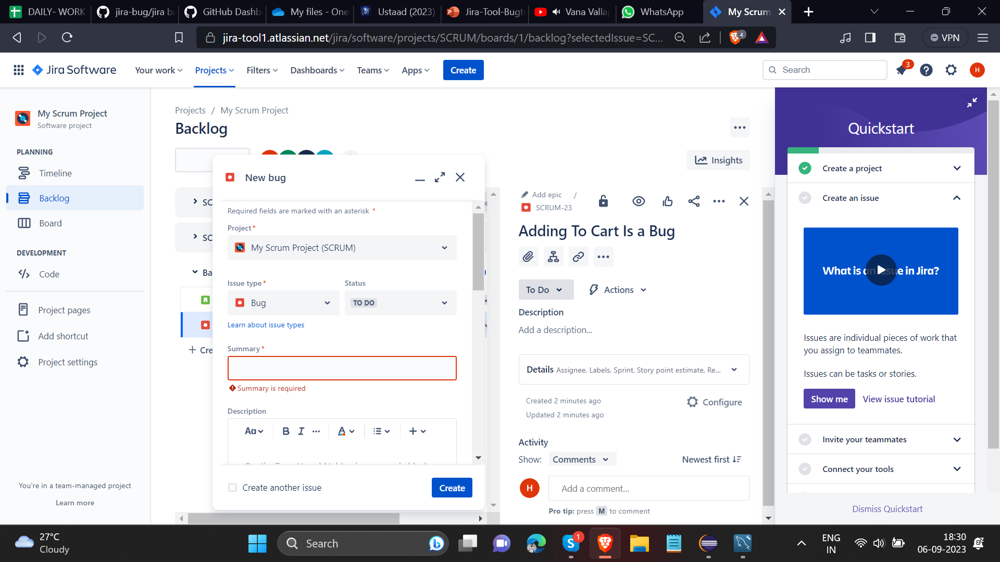 DAILY- WORK
jira-bug/jira bu
GitHub Dashb
My files - One
Ustaad (2023)
Jira-Tool-Bugt
Vana Valla
WhatsApp
My Scrum
jira-tool1.atlassian.net/jira/software/projects/SCRUM/boards/1/backlog?selectedIssue=SC...
4
VPN
Jira Software
Your work
Projects
Filters
Dashboards
Teams
Apps
Create
Search
3
H
My Scrum Project
Software project
PLANNING
Timeline
Backlog
Board
DEVELOPMENT
Code
Project pages
Add shortcut
Project settings
You're in a team-managed project
Learn more
Projects / My Scrum Project
Backlog
Insights
SC
SC
Ba
Cre
New bug
Required fields are marked with an asterisk *
Project*
My Scrum Project (SCRUM)
Issue type*
Status
Bug
TO DO
Learn about issue types
Summary*
Summary is required
Description
Aa
B
I
A
Create another issue
Create
Add epic /
SCRUM-23
Adding To Cart Is a Bug
To Do
Actions
Description
Add a description...
Details Assignee, Labels, Sprint, Story point estimate, Re...
Created 2 minutes ago
Updated 2 minutes ago
Configure
Activity
Show:
Comments
Newest first
H
Add a comment...
Pro tip: press M to comment
Quickstart
Create a project
Create an issue
What is an issue in Jira?
Issues are individual pieces of work that
you assign to teammates.
Issues can be tasks or stories.
Show me
View issue tutorial
Invite your teammates
Connect your tools
Dismiss Quickstart
27°C
Cloudy
Search
S
1
ENG
IN
18:30
06-09-2023